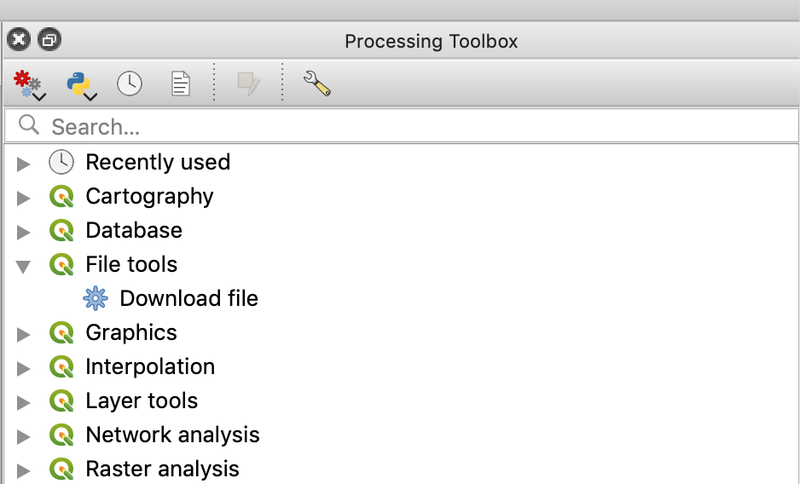 Processing Toolbox
Search...
Recently used
Cartography
Database
File tools
Download file
Graphics
Interpolation
Layer tools
Network analysis
Raster analysis